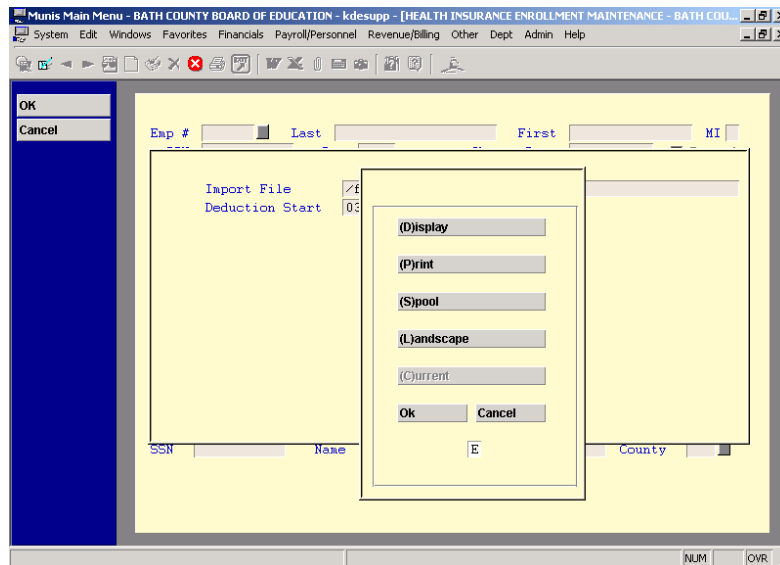 Munis Main Menu - BATH COUNTY BOARD OF EDUCATION - kdesupp - [HEALTH INSURANCE ENROLLMENT MAINTENANCE - BATH COU...
System Edit Windows Favorites Financials Payroll/Personnel Revenue/Billing Other Dept Admin Help
OK
Cancel
Emp # Last First MI
Import File /f
Deduction Start 03
(D)isplay
(P)rint
(S)pool
(L)andscape
(C)urrent
Ok Cancel
E
SSN Name County
NUM OVR